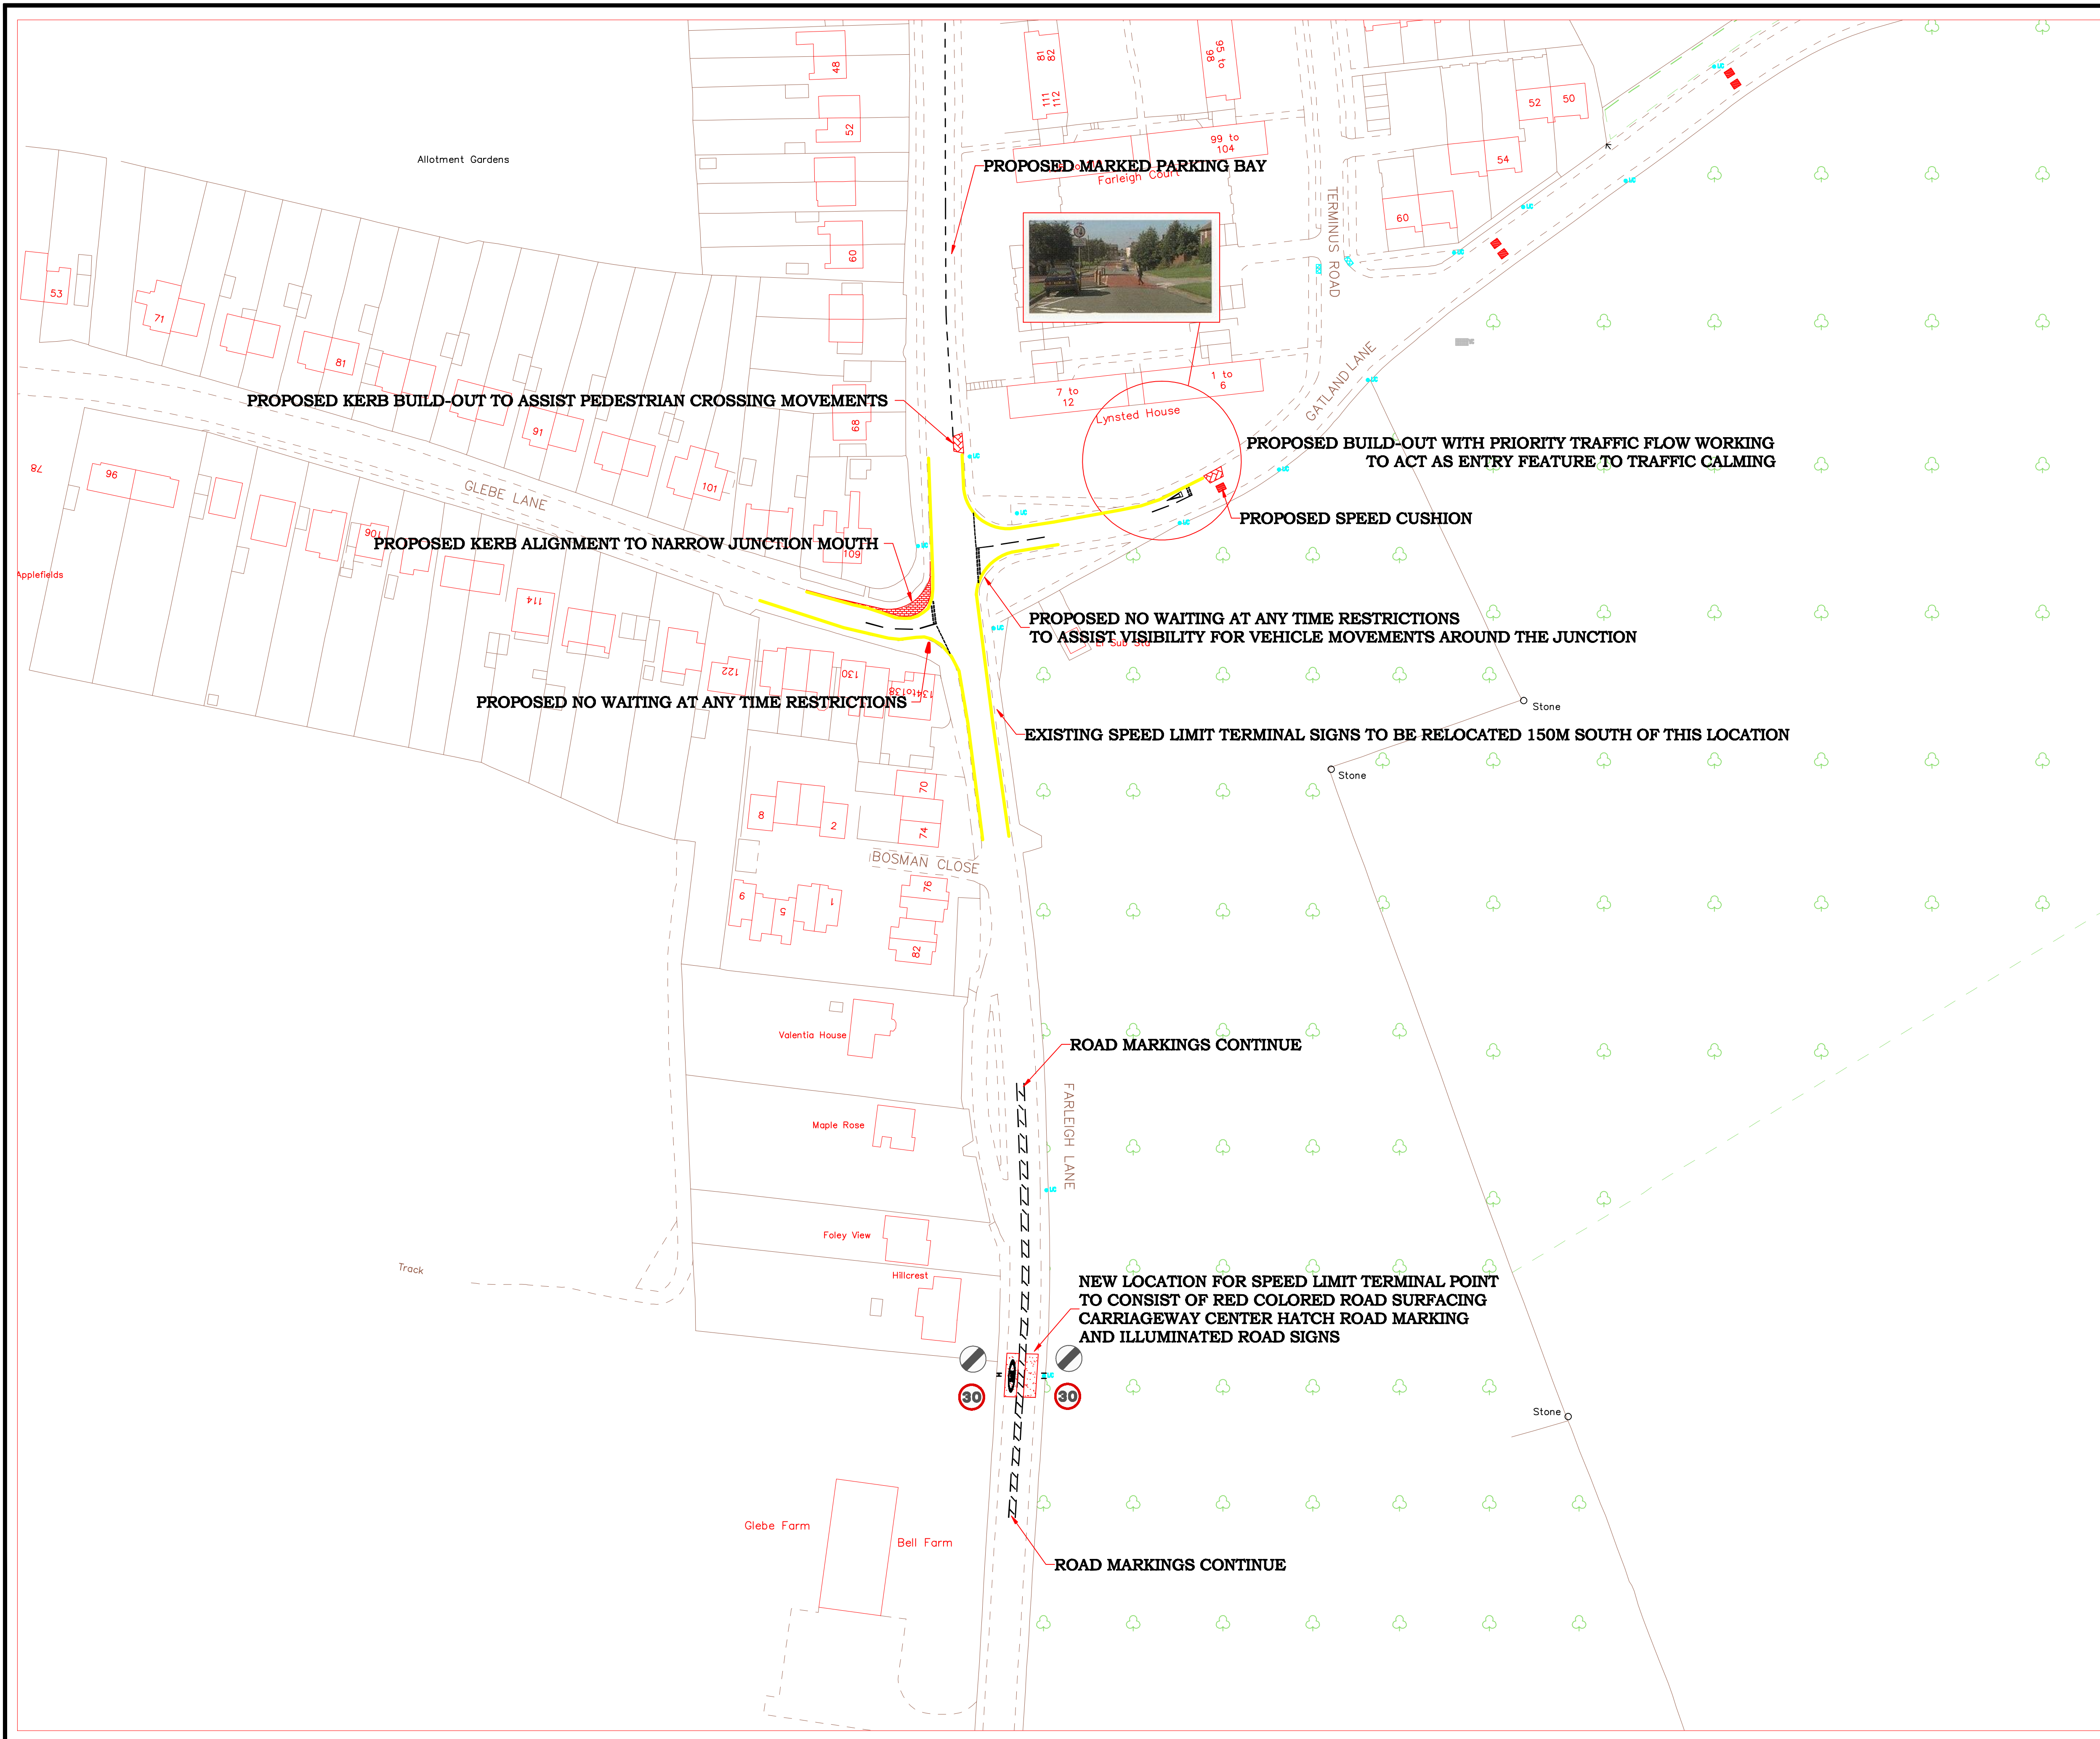 48
81
82
111
112
95 to
98
52
99 to
104
52
50
54
Allotment Gardens
PROPOSED MARKED PARKING BAY
Farleigh Court
TERMINUS ROAD
60
60
53
71
81
GATLAND LANE
1 to
6
7 to
12
Lynsted House
PROPOSED KERB BUILD-OUT TO ASSIST PEDESTRIAN CROSSING MOVEMENTS
68
91
PROPOSED BUILD-OUT WITH PRIORITY TRAFFIC FLOW WORKING
TO ACT AS ENTRY FEATURE TO TRAFFIC CALMING
78
96
GLEBE LANE
101
PROPOSED SPEED CUSHION
106
PROPOSED KERB ALIGNMENT TO NARROW JUNCTION MOUTH
109
Applefields
114
PROPOSED NO WAITING AT ANY TIME RESTRICTIONS
TO ASSIST VISIBILITY FOR VEHICLE MOVEMENTS AROUND THE JUNCTION
El Sub Sta
122
130
134to138
PROPOSED NO WAITING AT ANY TIME RESTRICTIONS
Stone
EXISTING SPEED LIMIT TERMINAL SIGNS TO BE RELOCATED 150M SOUTH OF THIS LOCATION
Stone
70
8
2
74
BOSMAN CLOSE
76
9
5
1
82
Valentia House
ROAD MARKINGS CONTINUE
FARLEIGH LANE
Maple Rose
Foley View
Track
Hillcrest
NEW LOCATION FOR SPEED LIMIT TERMINAL POINT
TO CONSIST OF RED COLORED ROAD SURFACING
CARRIAGEWAY CENTER HATCH ROAD MARKING
AND ILLUMINATED ROAD SIGNS
30
30
Stone
Glebe Farm
Bell Farm
ROAD MARKINGS CONTINUE